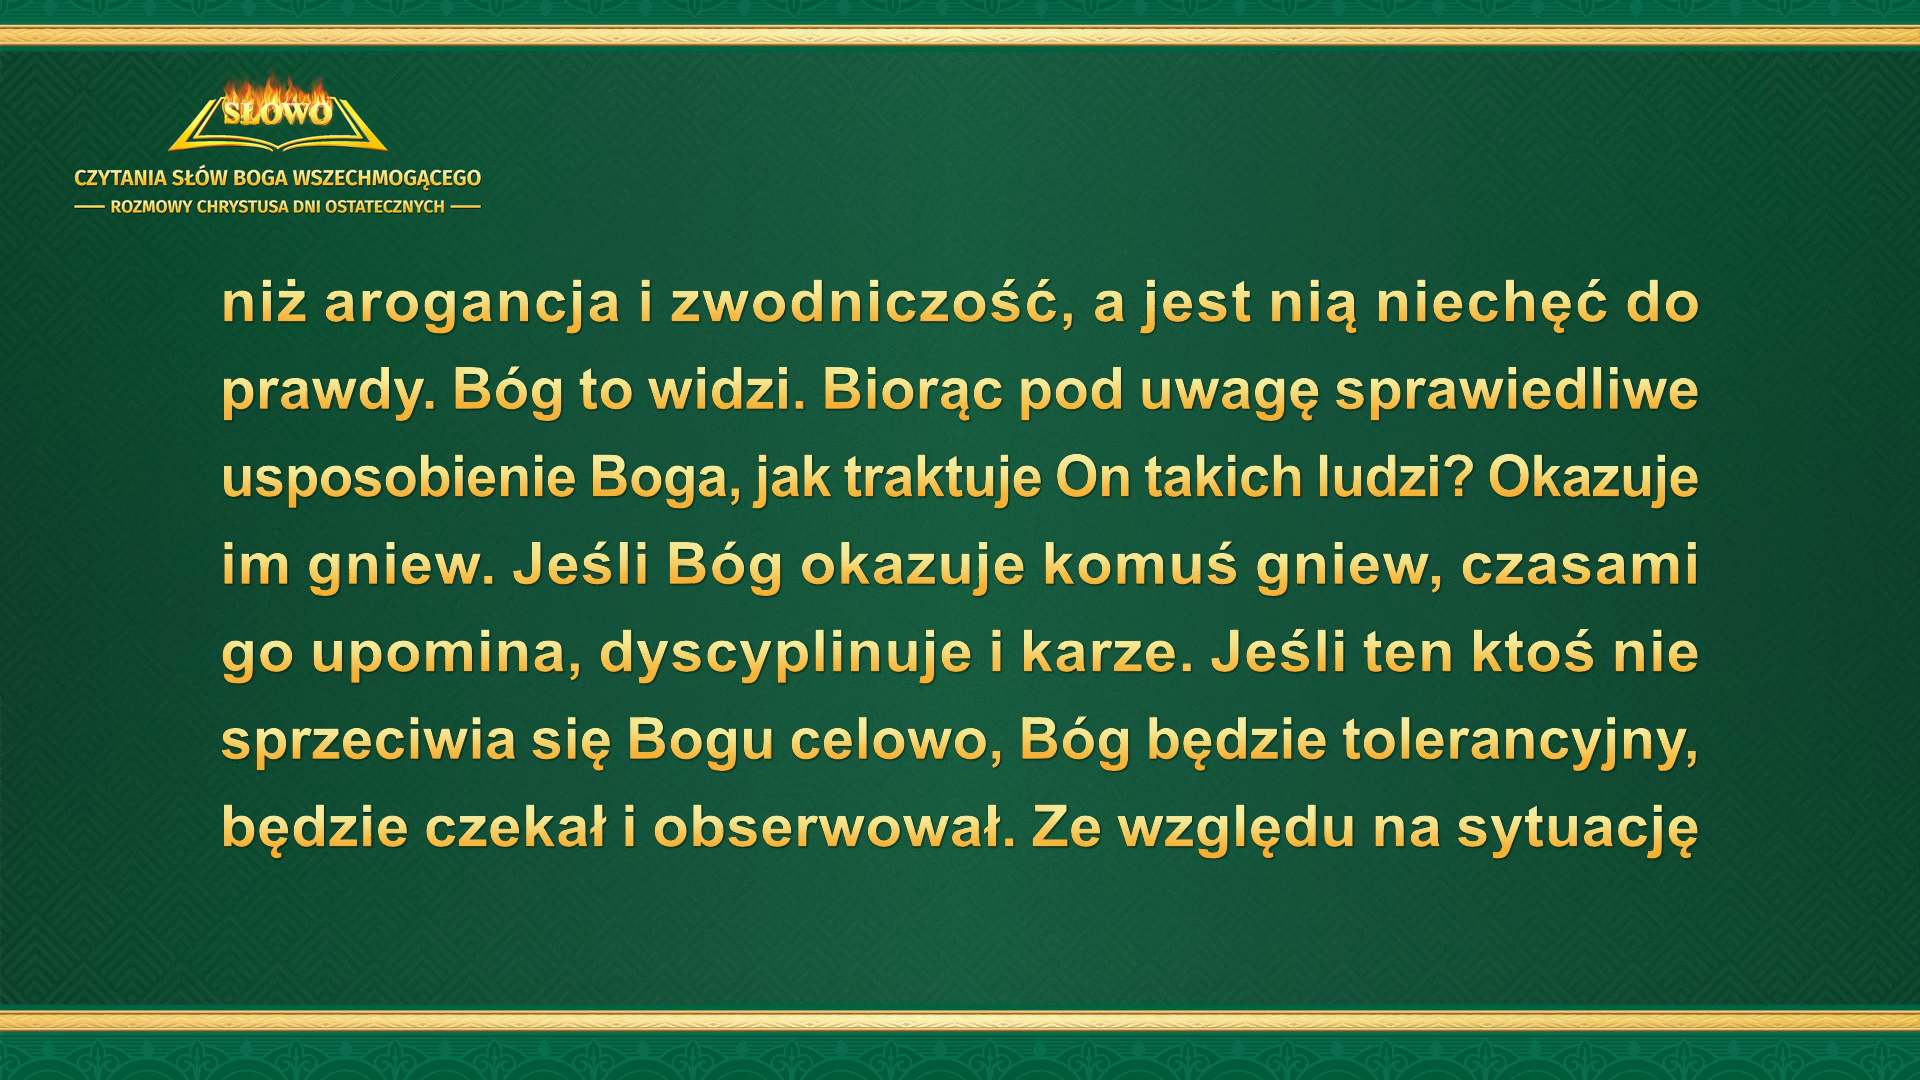 SŁOWO
CZYTANIA SŁÓW BOGA WSZECHMOGĄCEGO
ROZMOWY CHRYSTUSA DNI OSTATECZNYCH
niż arogancja i zwodniczość, a jest nią niechęć do
prawdy. Bóg to widzi. Biorąc pod uwagę sprawiedliwe
usposobienie Boga, jak traktuje On takich ludzi? Okazuje
im gniew. Jeśli Bóg okazuje komuś gniew, czasami
go upomina, dyscyplinuje i karze. Jeśli ten ktoś nie
sprzeciwia się Bogu celowo, Bóg będzie tolerancyjny,
będzie czekał i obserwował. Ze względu na sytuację